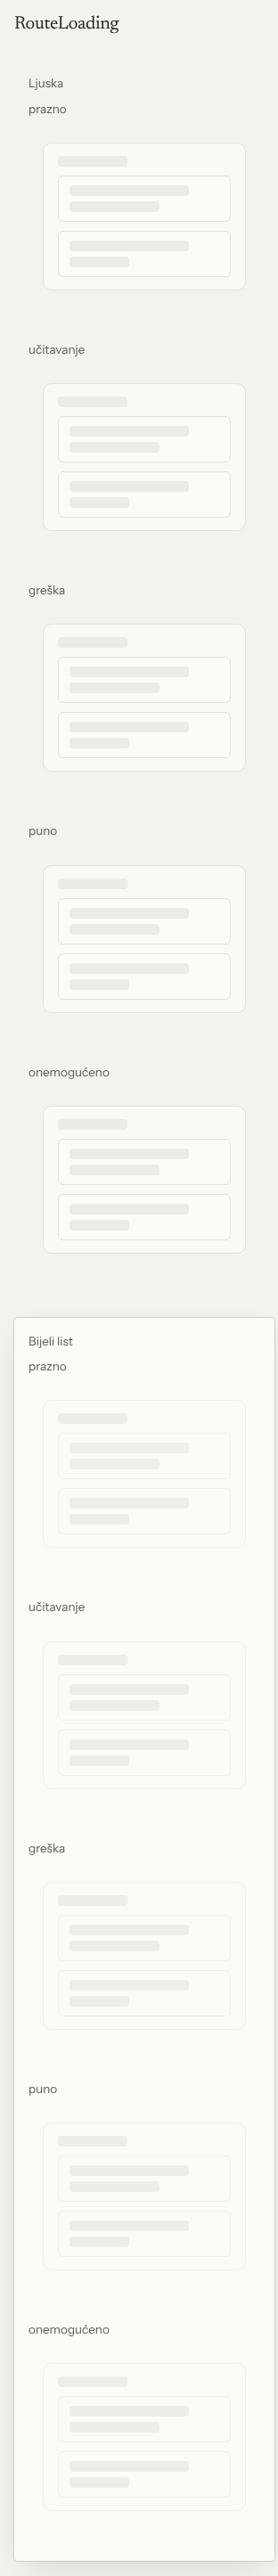 RouteLoading
Ljuska
prazno
učitavanje
greška
puno
onemogućeno
Bijeli list
prazno
učitavanje
greška
puno
onemogućeno